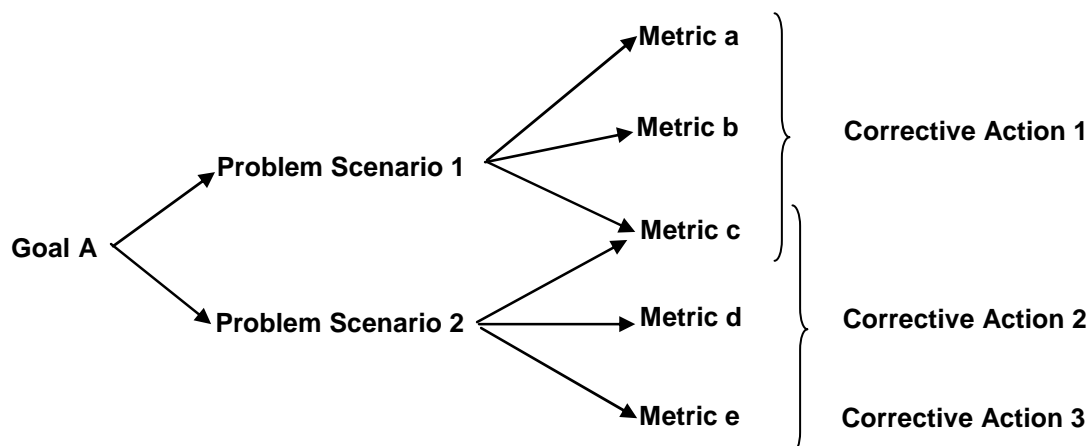 Metric a
Metric b
Corrective Action 1
Problem Scenario 1
Metric c
Goal A
Problem Scenario 2
Metric d
Corrective Action 2
Metric e
Corrective Action 3